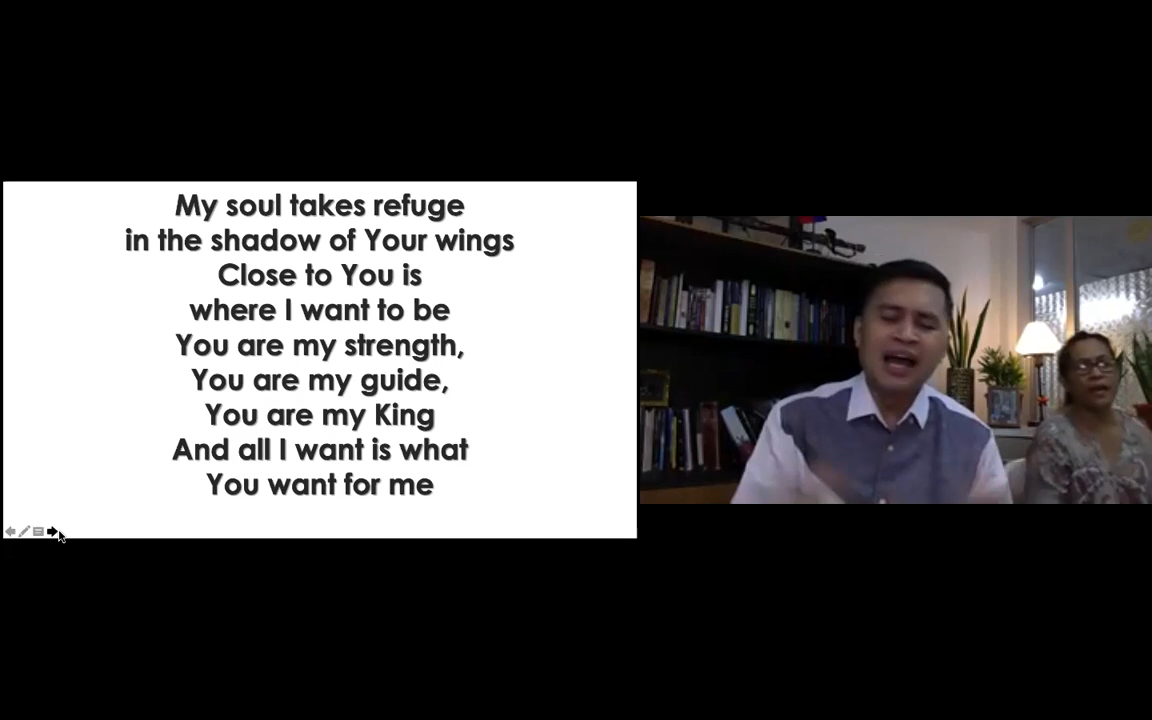 My soul takes refuge
in the shadow of Your wings
Close to You is
where I want to be
You are my strength,
You are my guide,
You are my King
And all I want is what
You want for me